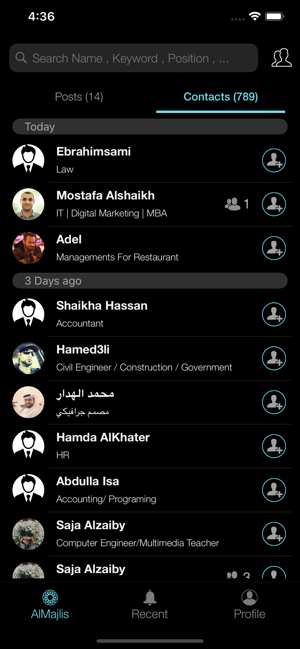 4:36
Search Name , Keyword , Position , ...
Posts (14)
Contacts (789)
Today
Ebrahimsami
Law
Mostafa Alshaikh
1
IT | Digital Marketing | MBA
Adel
Managements For Restaurant
3 Days ago
Shaikha Hassan
Accountant
Hamed3li
Civil Engineer / Construction / Government
محمد الهدار
مصمم جرافيكي
Hamda AlKhater
HR
Abdulla Isa
Accounting/ Programing
Saja Alzaiby
Computer Engineer/Multimedia Teacher
Saja Alzaiby
3
AlMajlis
Recent
Profile